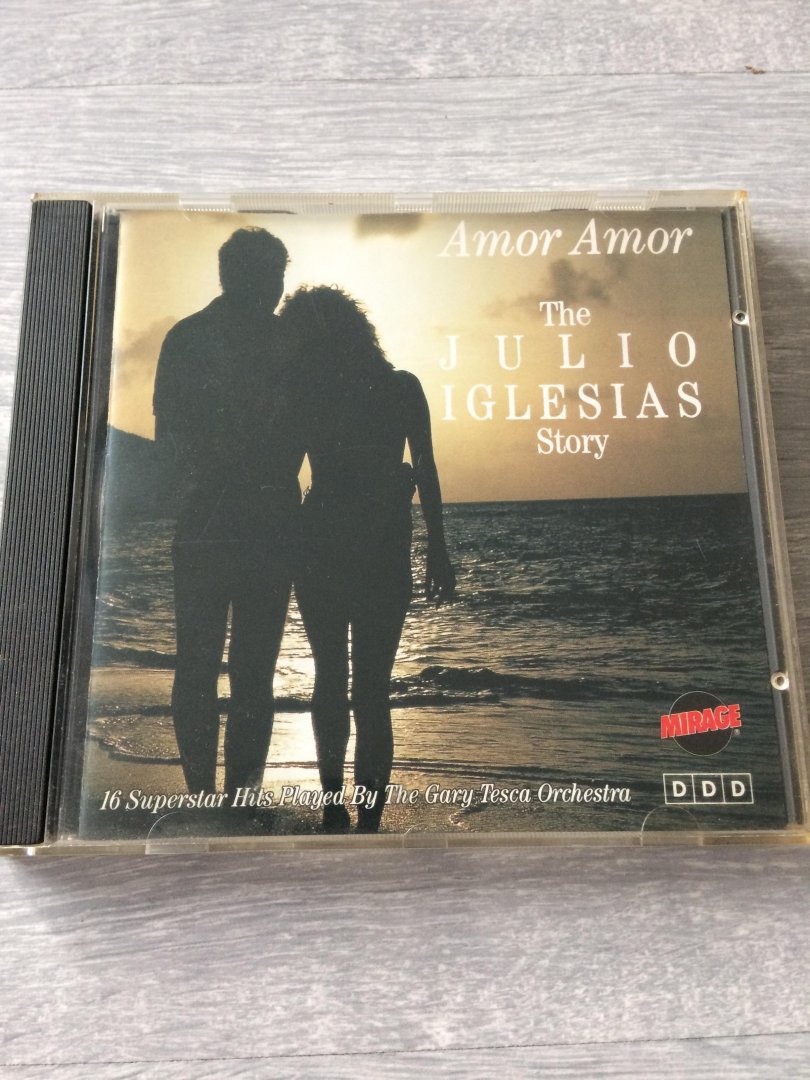 Amor Amor
The
JULIO
IGLESIAS
Story
MIRAGE
®
16 Superstar Hits Played By The Gary Tesca Orchestra
DDD